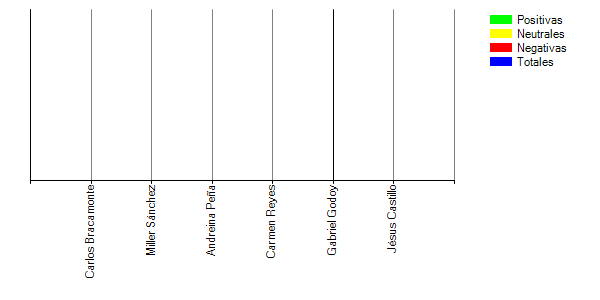 Positivas
Neutrales
Negativas
Totales
Carlos Bracamonte
Miller Sánchez
Andreina Peña
Carmen Reyes
Gabriel Godoy
Jésus Castillo